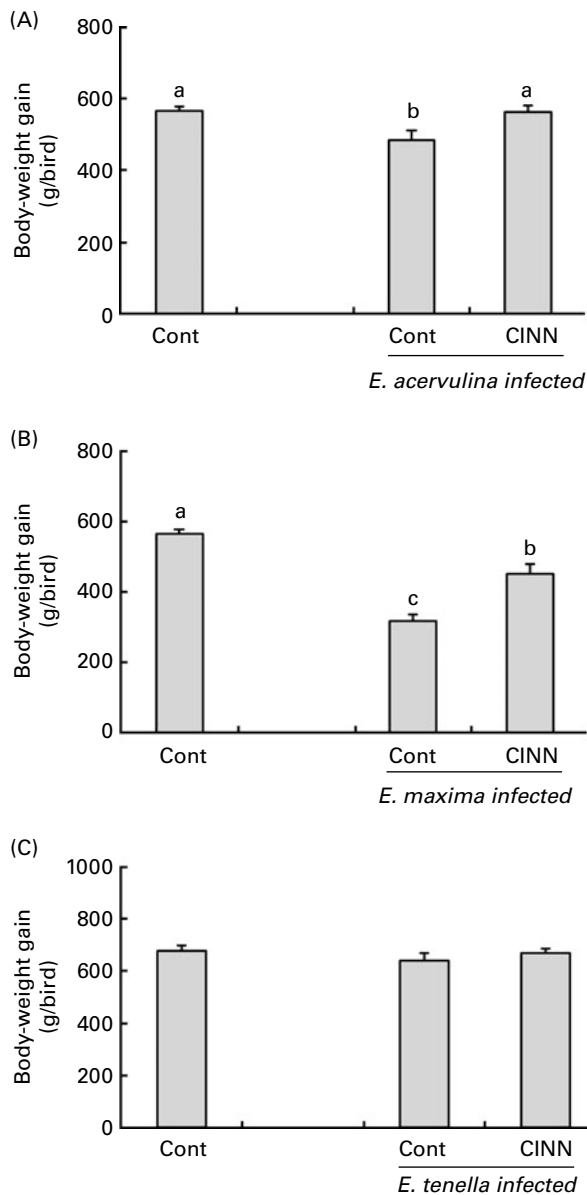 (A)
800
600
400
200
0
Body-weight gain
(g/bird)
a
b
a
Cont
Cont
CINN
E. acervulina infected
(B)
800
600
400
200
0
Body-weight gain
(g/bird)
a
c
b
Cont
Cont
CINN
E. maxima infected
(C)
1000
800
600
400
200
0
Body-weight gain
(g/bird)
Cont
Cont
CINN
E. tenella infected